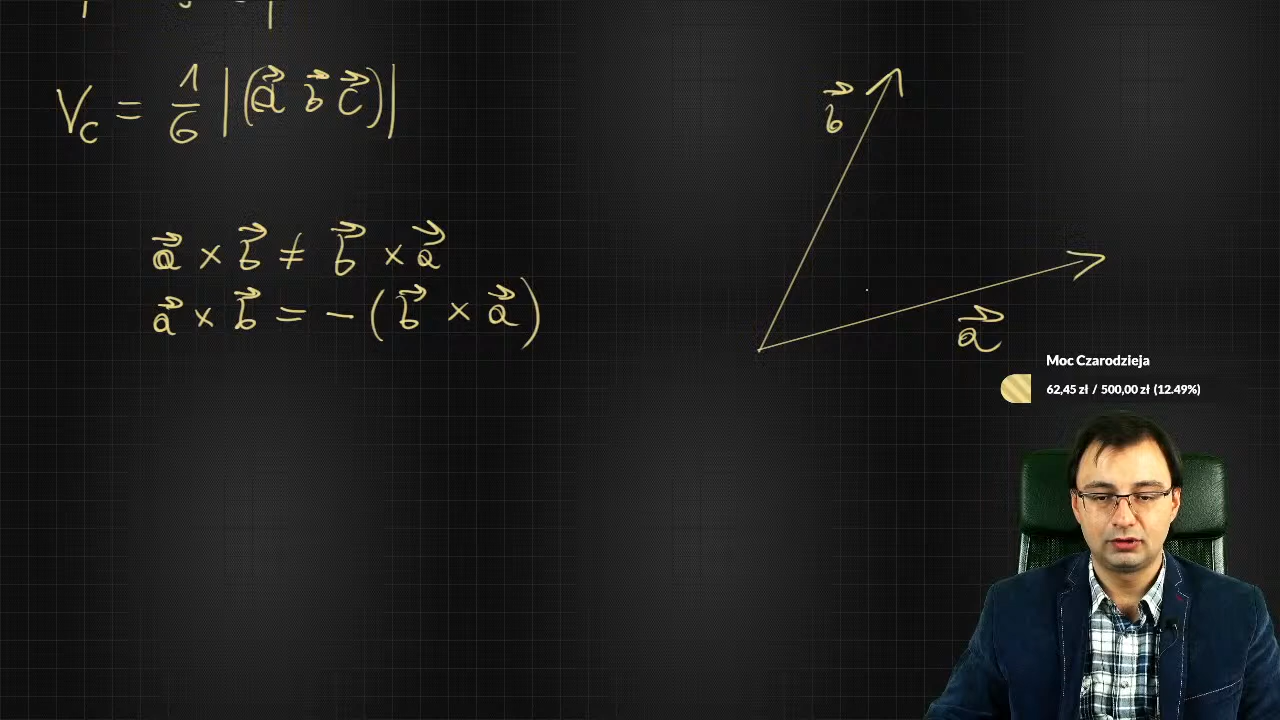 V_C = 1/6 |(a⃗ b⃗ c⃗)|
a⃗ × b⃗ ≠ b⃗ × a⃗
a⃗ × b⃗ = −(b⃗ × a⃗)
b⃗
a⃗
Moc Czarodzieja
62,45 zł / 500,00 zł (12.49%)